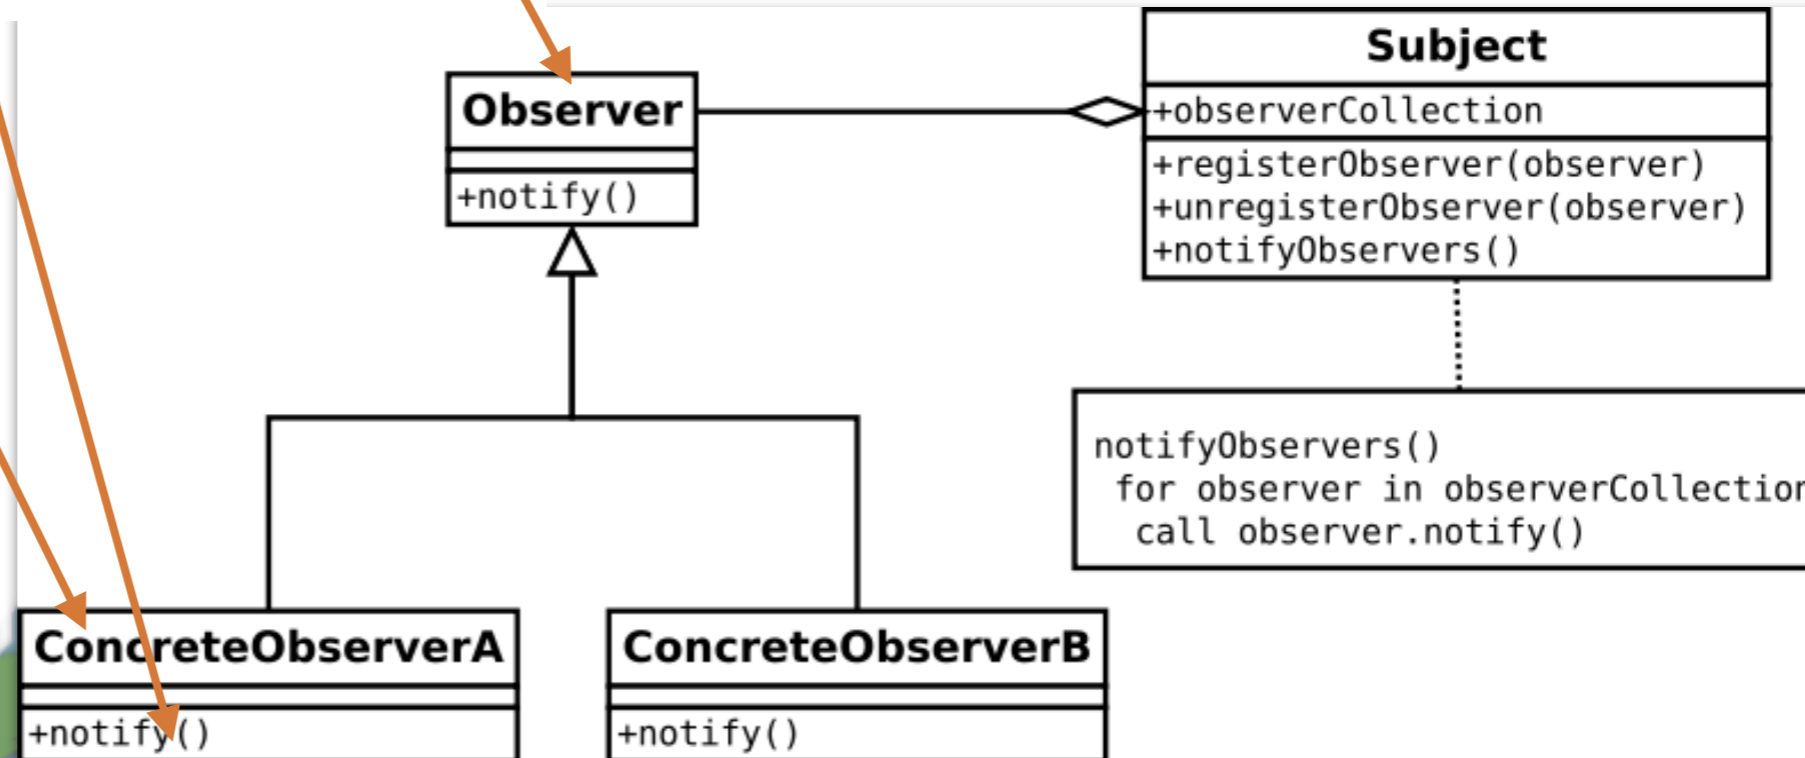 Observer
+notify()
Subject
+observerCollection
+registerObserver(observer)
+unregisterObserver(observer)
+notifyObservers()
notifyObservers()
for observer in observerCollection
call observer.notify()
ConcreteObserverA
+notify()
ConcreteObserverB
+notify()